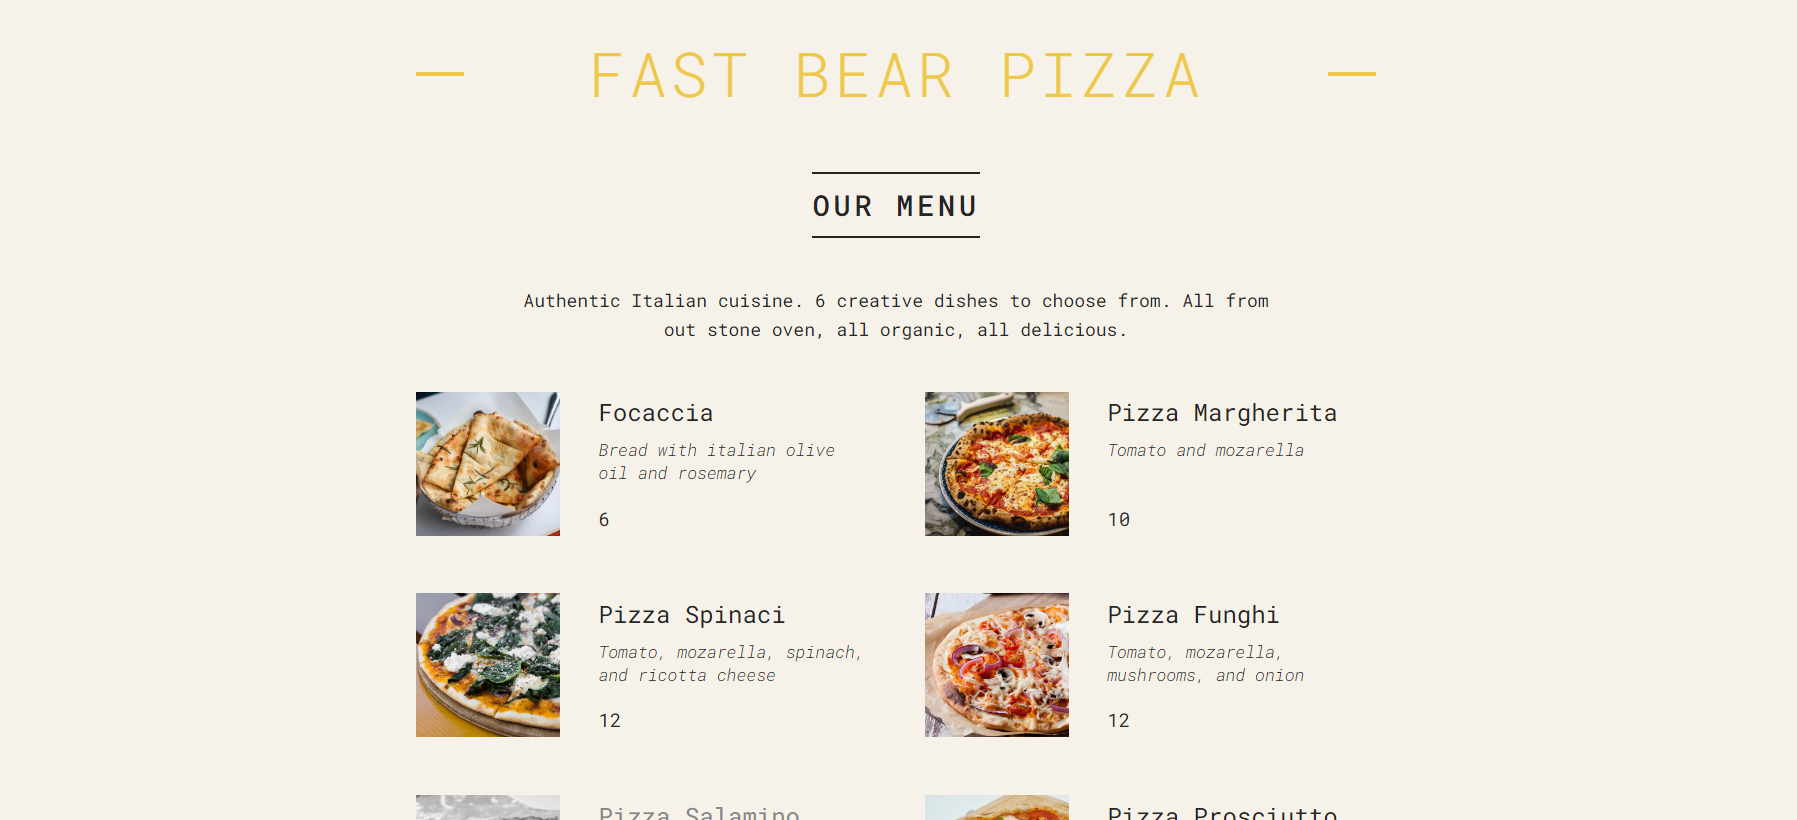 FAST BEAR PIZZA
OUR MENU
Authentic Italian cuisine. 6 creative dishes to choose from. All from
out stone oven, all organic, all delicious.
Focaccia
Bread with italian olive
oil and rosemary
6
Pizza Margherita
Tomato and mozarella
10
Pizza Spinaci
Tomato, mozarella, spinach,
and ricotta cheese
12
Pizza Funghi
Tomato, mozarella,
mushrooms, and onion
12
Pizza Salamino
Pizza Prosciutto